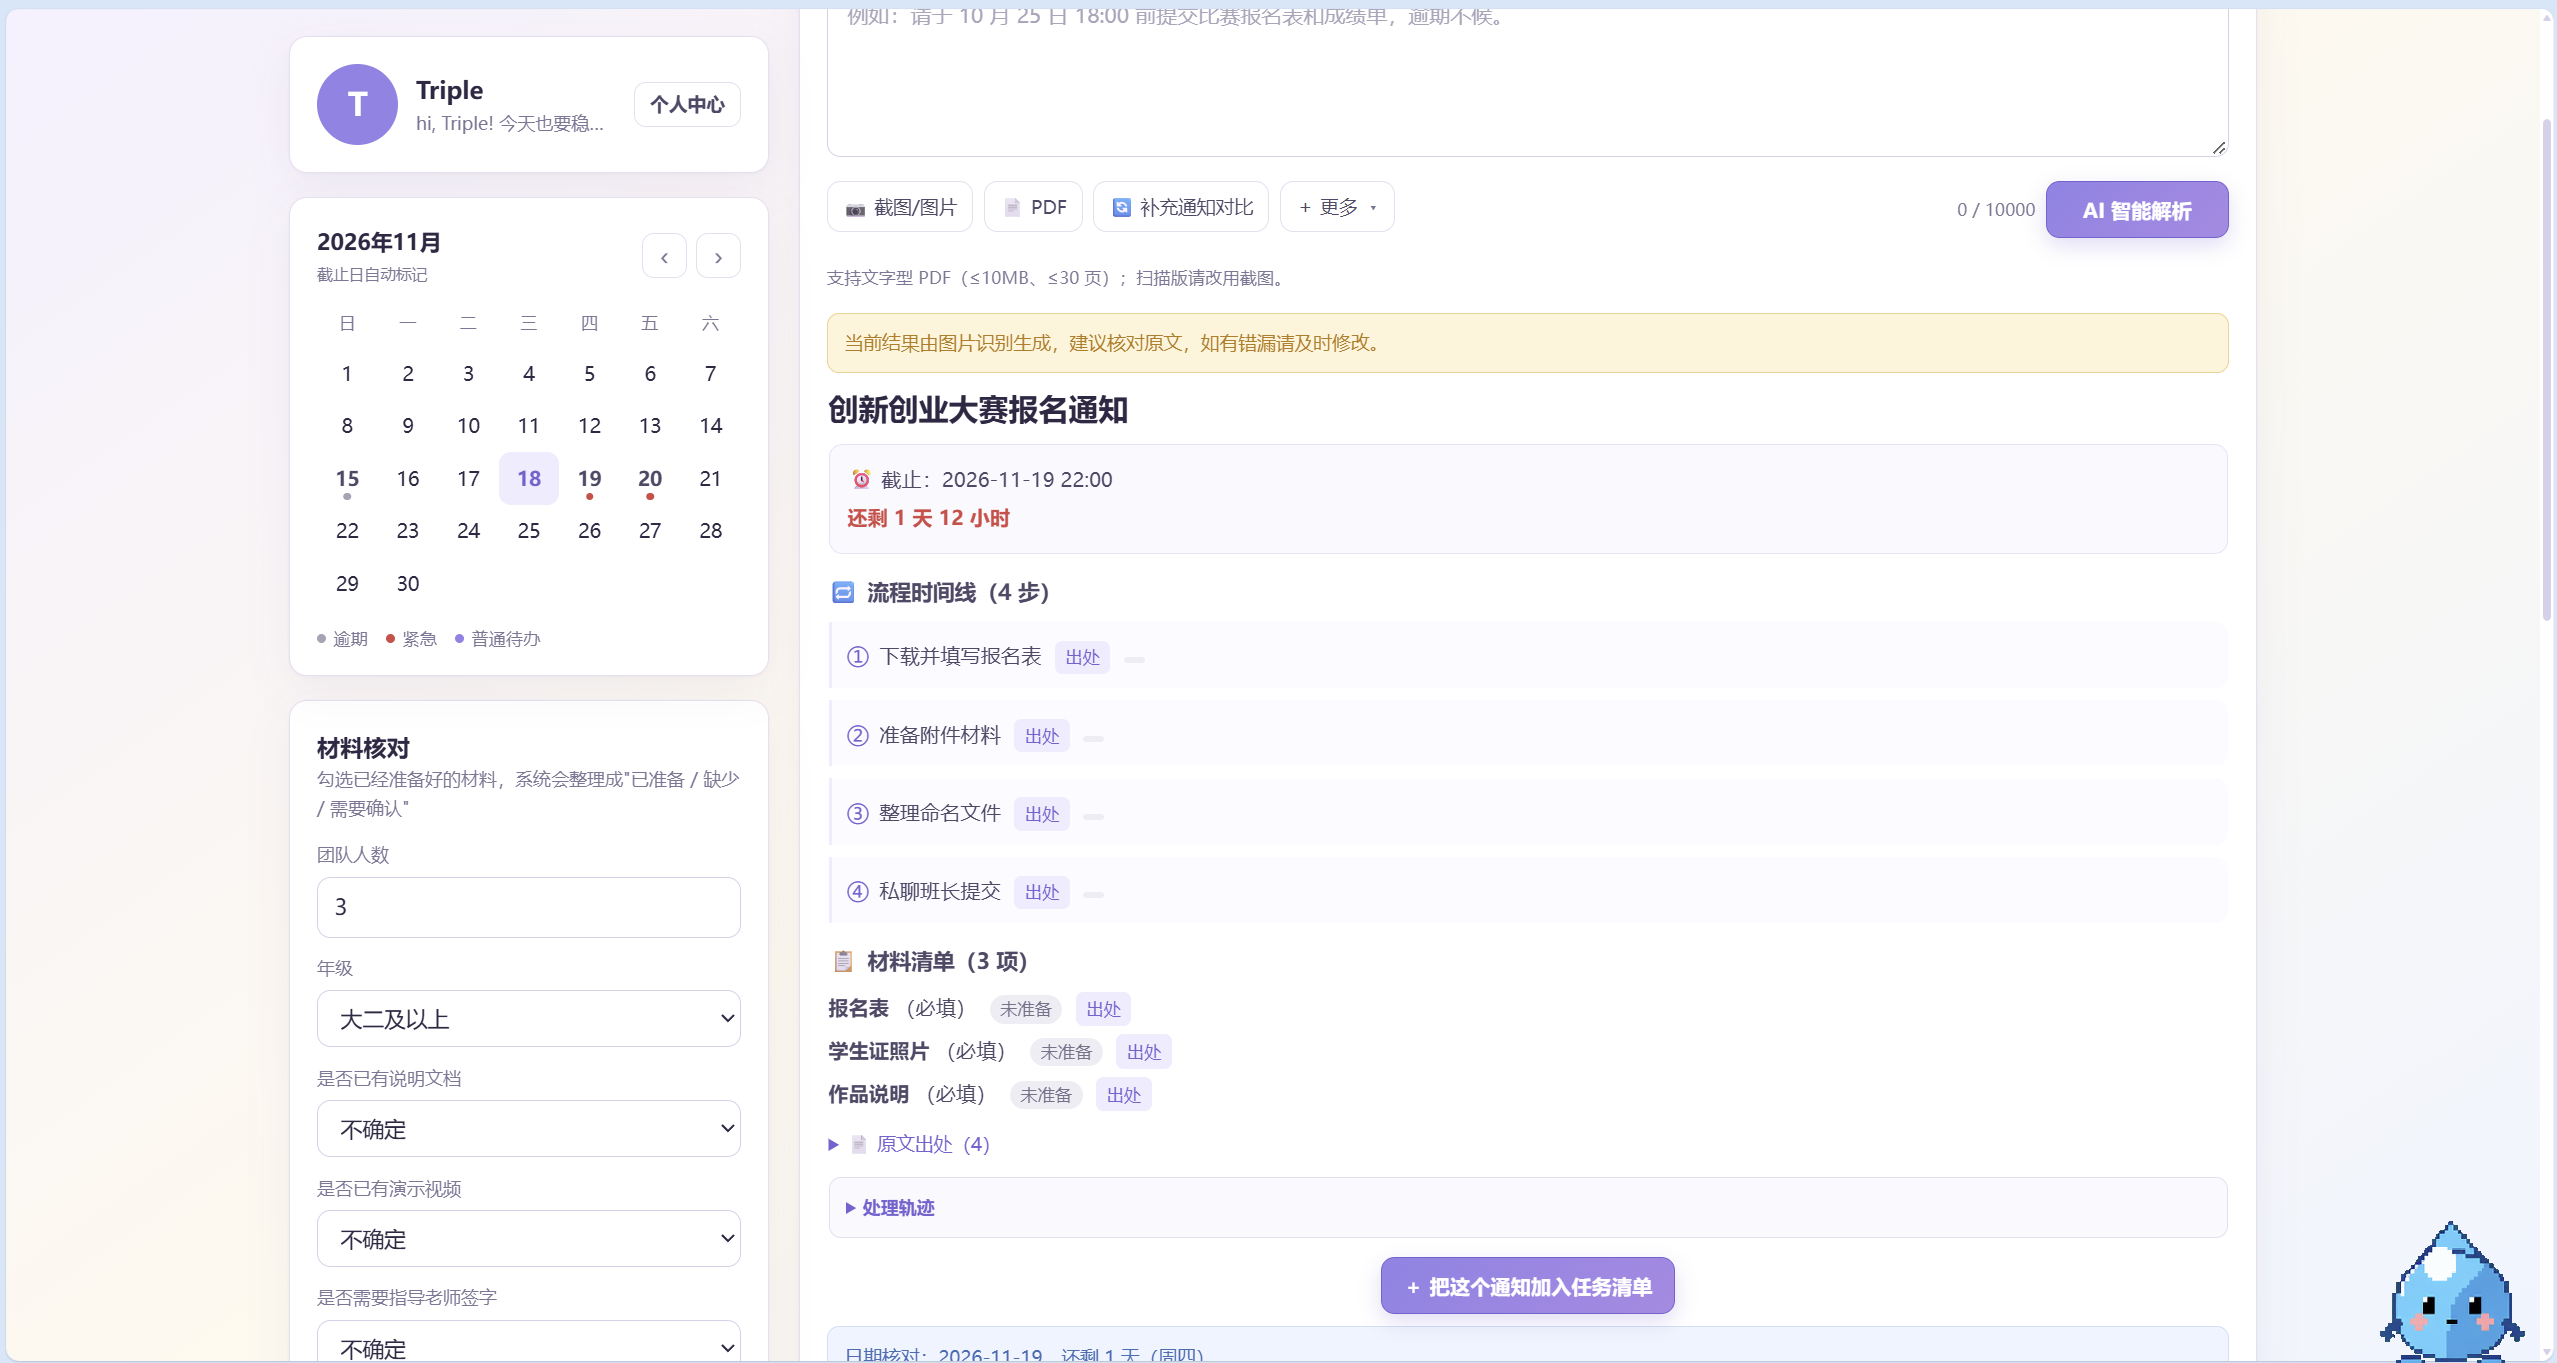 T
Triple
hi, Triple! 今天也要稳...
个人中心
2026年11月
截止日自动标记
‹ ›
日 一 二 三 四 五 六
1 2 3 4 5 6 7
8 9 10 11 12 13 14
15 16 17 18 19 20 21
22 23 24 25 26 27 28
29 30
逾期 紧急 普通待办
材料核对
勾选已经准备好的材料，系统会整理成"已准备 / 缺少
/ 需要确认"
团队人数
3
年级
大二及以上
是否已有说明文档
不确定
是否已有演示视频
不确定
是否需要指导老师签字
不确定
例如：请于 10 月 25 日 18:00 前提交比赛报名表和成绩单，逾期不候。
截图/图片 PDF 补充通知对比 + 更多
0 / 10000
AI 智能解析
支持文字型 PDF（≤10MB、≤30 页）；扫描版请改用截图。
当前结果由图片识别生成，建议核对原文，如有错漏请及时修改。
创新创业大赛报名通知
截止：2026-11-19 22:00
还剩 1 天 12 小时
流程时间线（4 步）
① 下载并填写报名表 出处
② 准备附件材料 出处
③ 整理命名文件 出处
④ 私聊班长提交 出处
材料清单（3 项）
报名表 （必填） 未准备 出处
学生证照片 （必填） 未准备 出处
作品说明 （必填） 未准备 出处
原文出处（4）
处理轨迹
+ 把这个通知加入任务清单
日期核对：2026-11-19，还剩 1 天（周四）